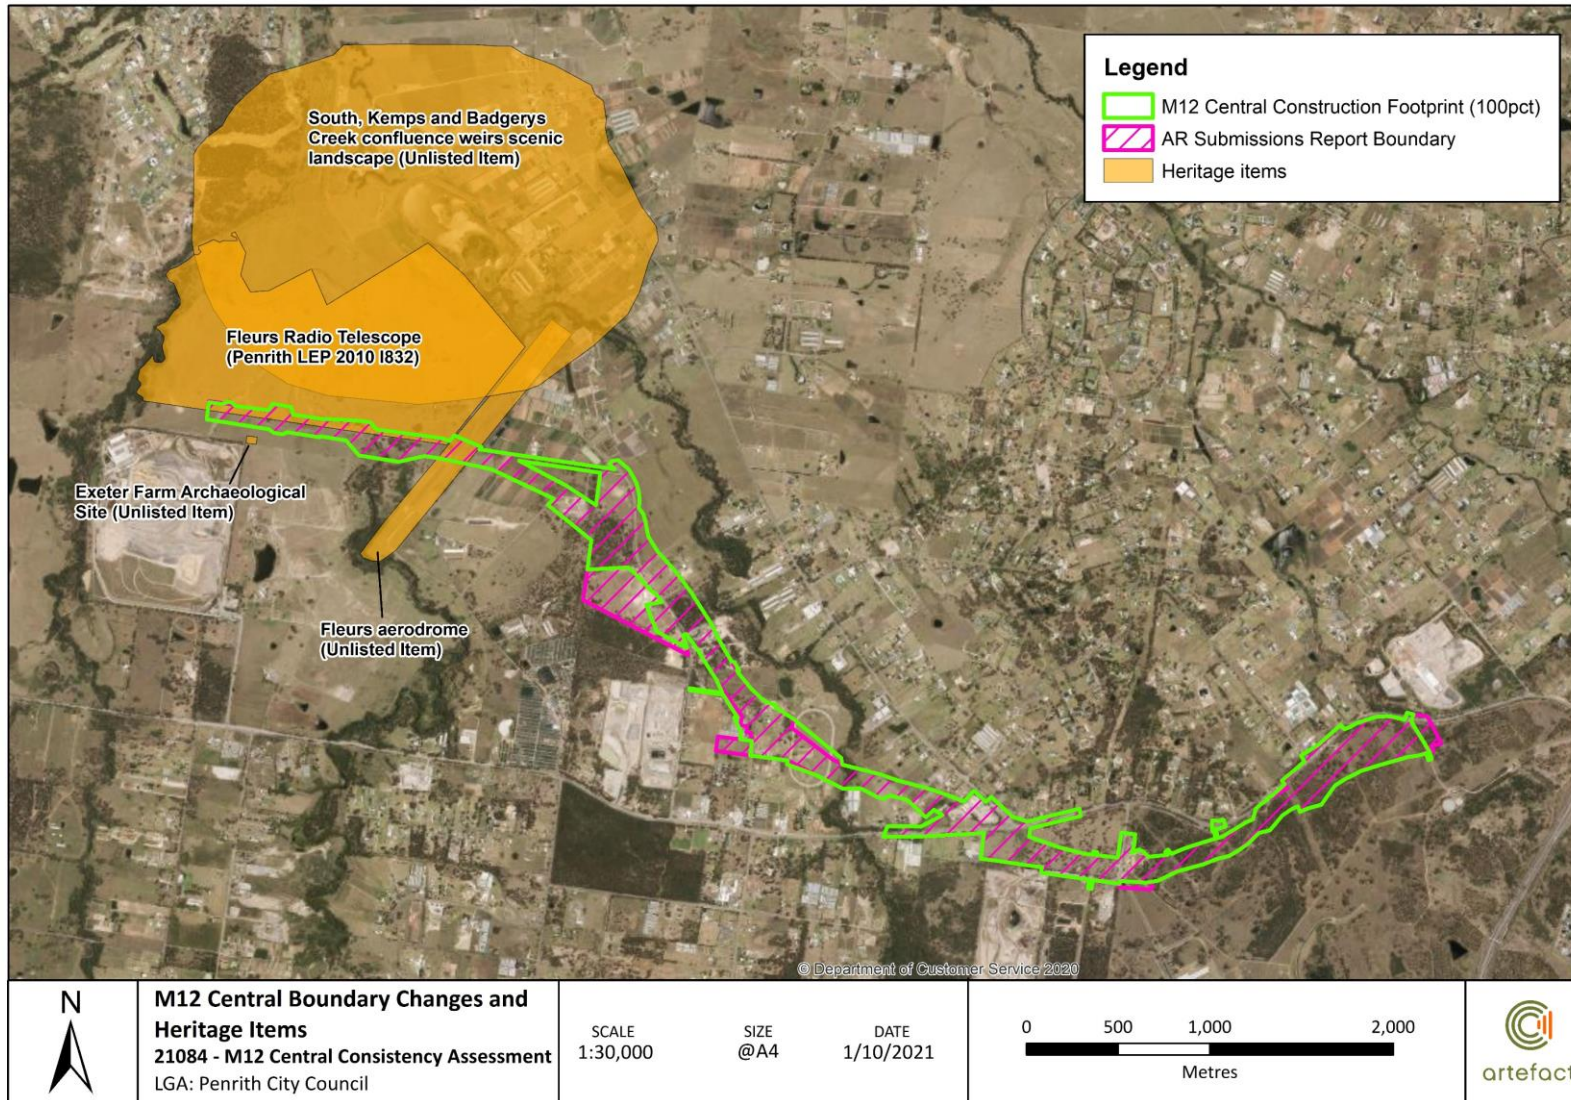 Legend
M12 Central Construction Footprint (100pct)
AR Submissions Report Boundary
Heritage items
South, Kemps and Badgerys
Creek confluence weirs scenic
landscape (Unlisted Item)
Fleurs Radio Telescope
(Penrith LEP 2010 I832)
Exeter Farm Archaeological
Site (Unlisted Item)
Fleurs aerodrome
(Unlisted Item)
© Department of Customer Service 2020
N
M12 Central Boundary Changes and
Heritage Items
21084 - M12 Central Consistency Assessment
LGA: Penrith City Council
SCALE
1:30,000
SIZE
@A4
DATE
1/10/2021
0 500 1,000 2,000
Metres
artefact